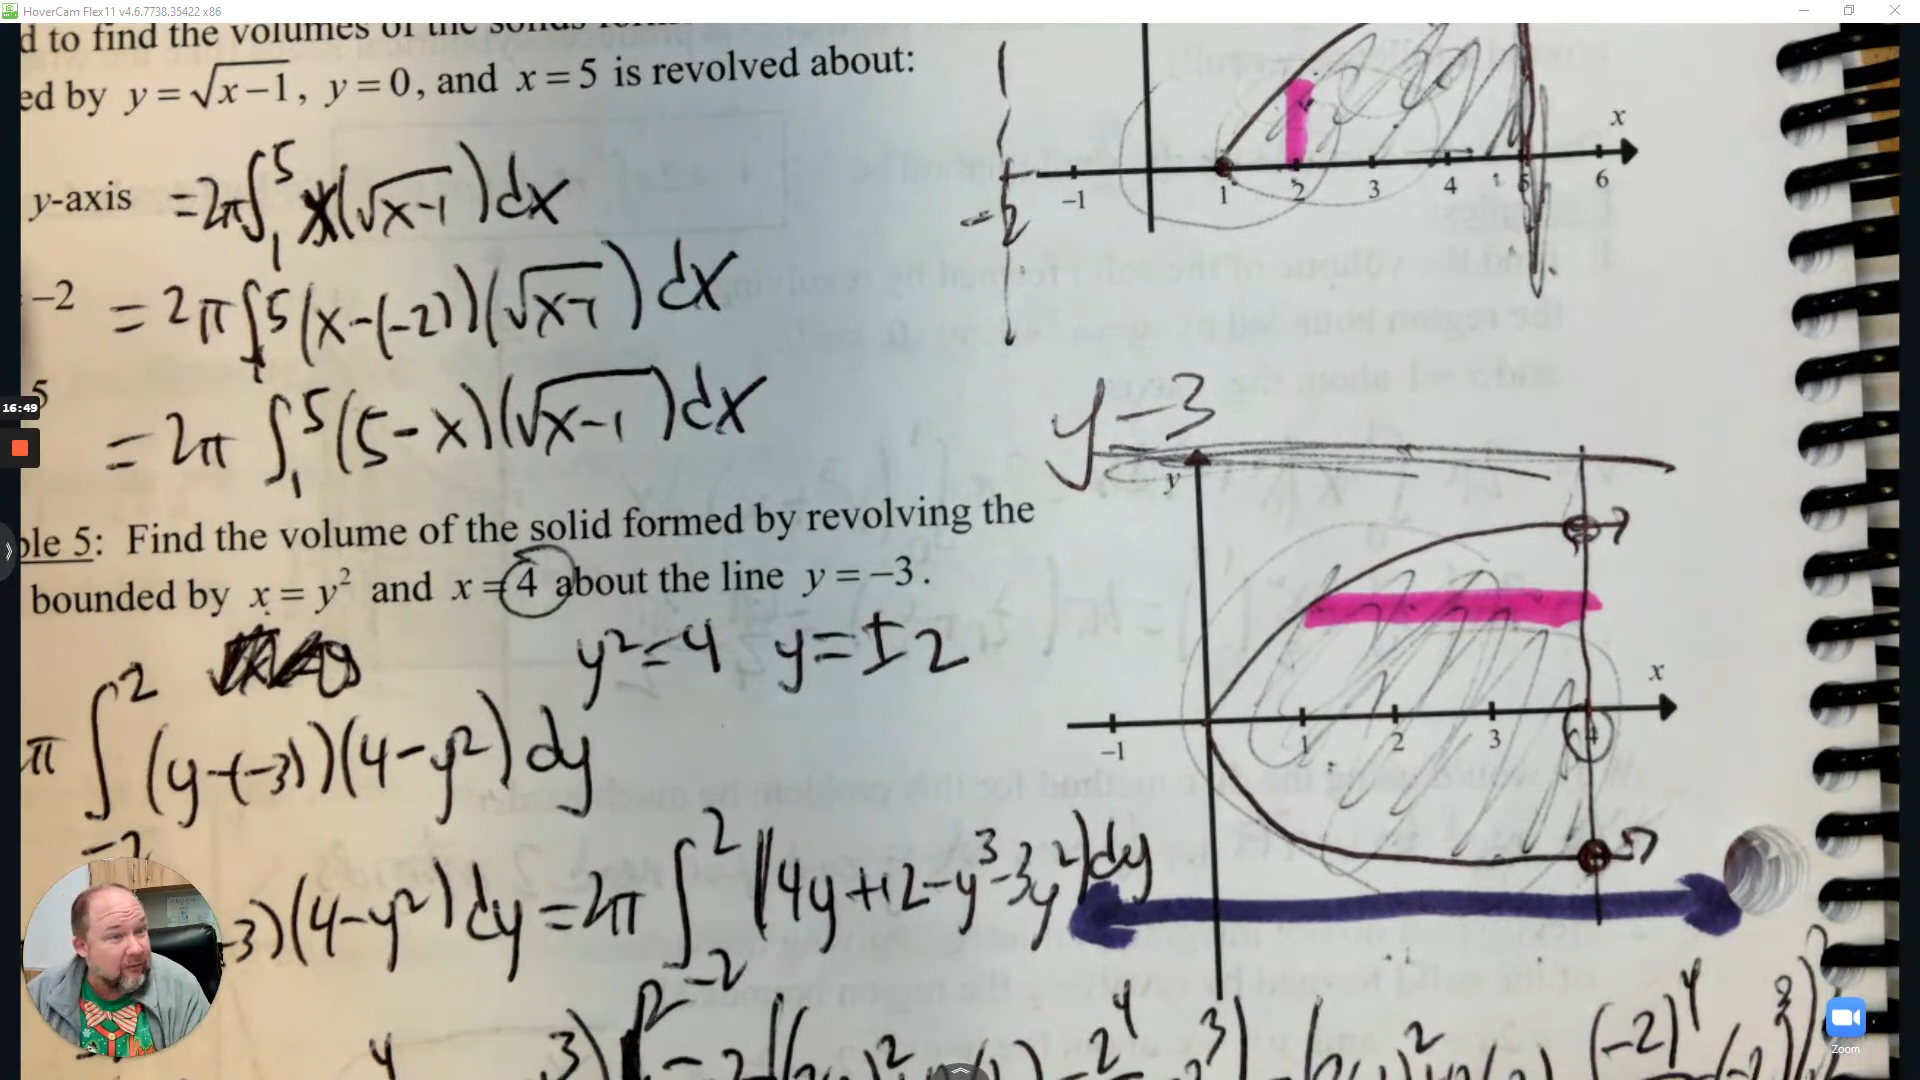 HoverCam Flex11 v4.6.7738.35422 x86
d to find the volumes of the solids
ed by y = √x−1, y = 0, and x = 5 is revolved about:
y-axis = 2π∫₁⁵ x(√x-1)dx
−2 = 2π∫₁⁵(x-(-2))(√x-1)dx
5
16:49
= 2π ∫₁⁵(5-x)(√x-1)dx
x
-1 1 2 3 4 5 6
-2
y-3
y
ple 5: Find the volume of the solid formed by revolving the
bounded by x = y² and x = 4 about the line y = −3.
y²=4 y=±2
π ∫₋₂² (y-(-3))(4-y²)dy
x
-1 1 2 3 4
-3)(4-y²)dy = 2π ∫₋₂² (4y+12-y³-3y²)dy
Zoom